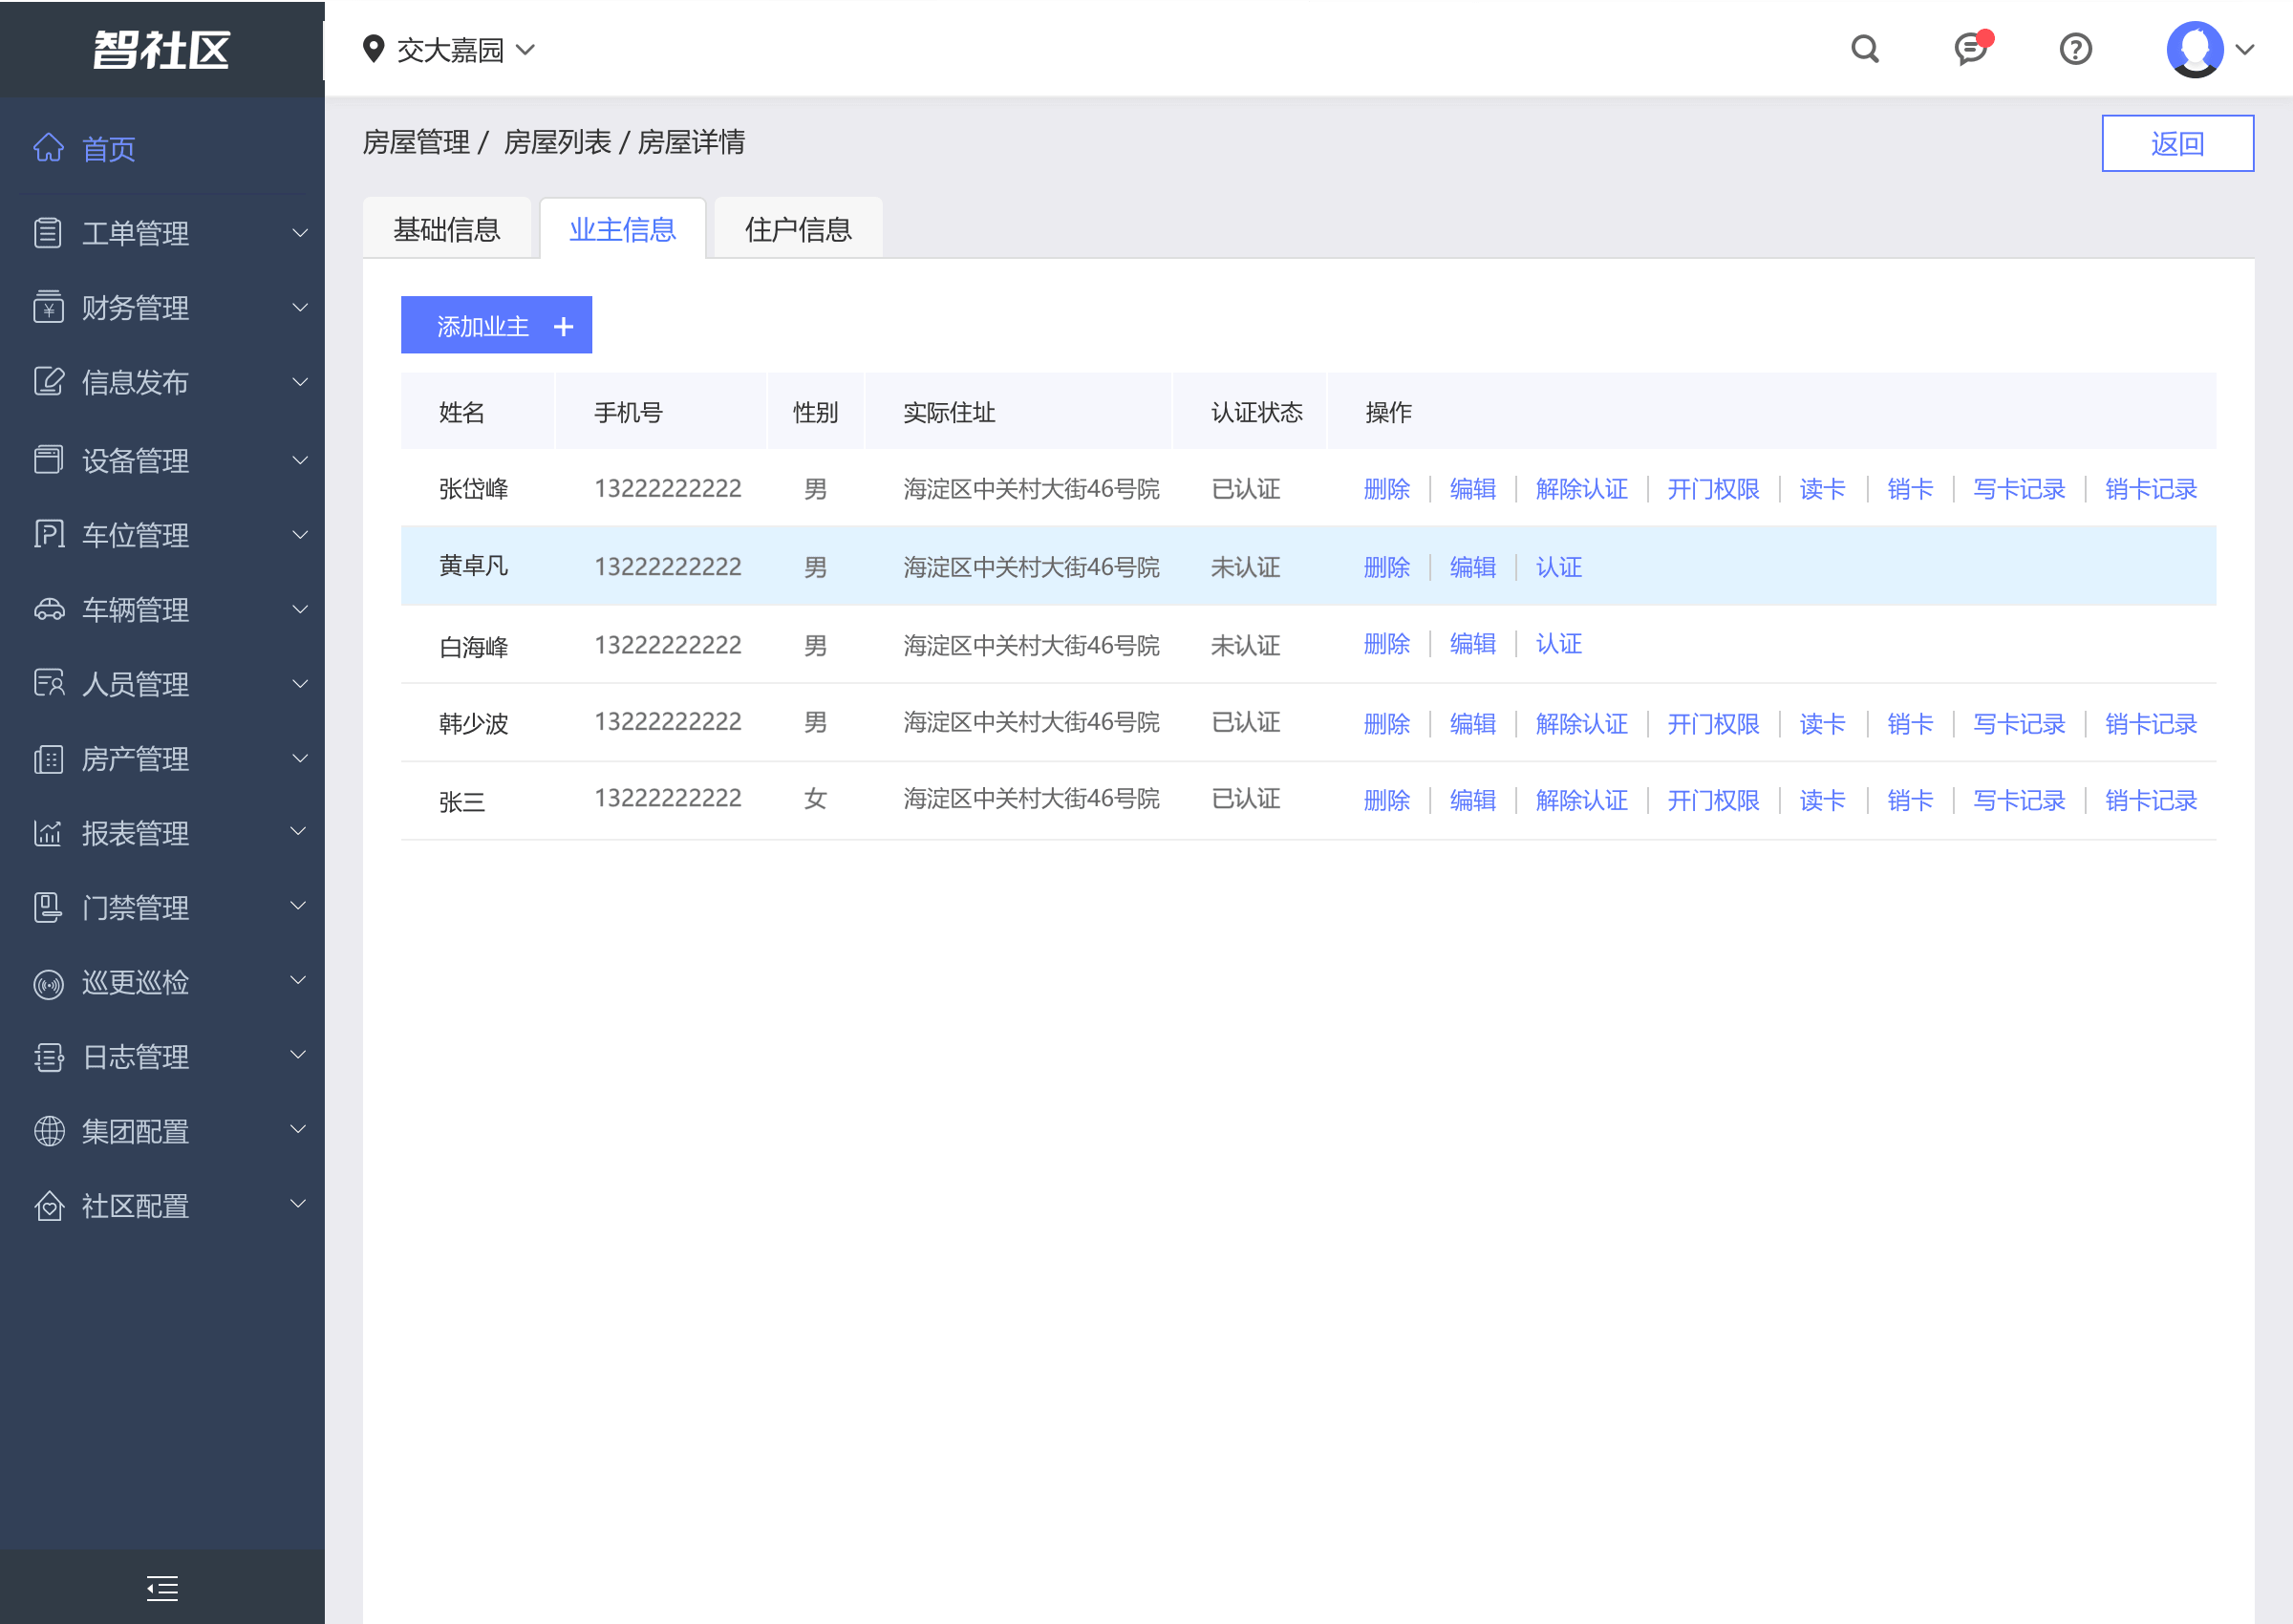 智社区
交大嘉园
首页
工单管理
财务管理
信息发布
设备管理
车位管理
车辆管理
人员管理
房产管理
报表管理
门禁管理
巡更巡检
日志管理
集团配置
社区配置
房屋管理 / 房屋列表 / 房屋详情
返回
基础信息 业主信息 住户信息
添加业主 +
姓名 手机号 性别 实际住址 认证状态 操作
张岱峰 13222222222 男 海淀区中关村大街46号院 已认证 删除 编辑 解除认证 开门权限 读卡 销卡 写卡记录 销卡记录
黄卓凡 13222222222 男 海淀区中关村大街46号院 未认证 删除 编辑 认证
白海峰 13222222222 男 海淀区中关村大街46号院 未认证 删除 编辑 认证
韩少波 13222222222 男 海淀区中关村大街46号院 已认证 删除 编辑 解除认证 开门权限 读卡 销卡 写卡记录 销卡记录
张三 13222222222 女 海淀区中关村大街46号院 已认证 删除 编辑 解除认证 开门权限 读卡 销卡 写卡记录 销卡记录